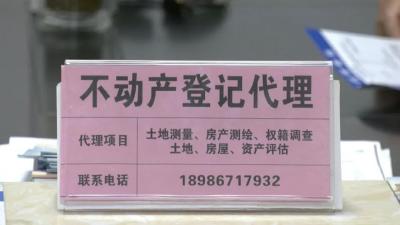 不动产登记代理
代理项目
土地测量、房产测绘、权籍调查
土地、房屋、资产评估
联系电话
18986717932